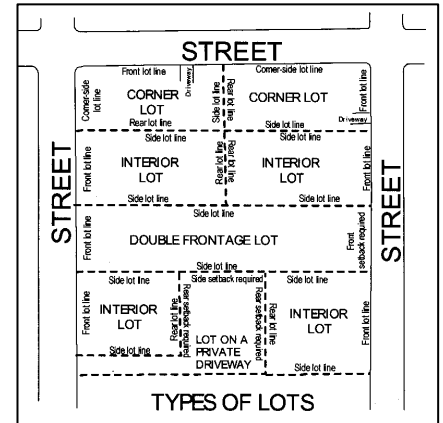 STREET
Front lot line
Driveway
Corner-side lot line
Corner-side lot line
CORNER LOT
Side lot line
Rear lot line
CORNER LOT
Front lot line
Driveway
Rear lot line
Side lot line
Side lot line
Side lot line
Front lot line
INTERIOR LOT
Rear lot line
Rear lot line
INTERIOR LOT
Front lot line
Side lot line
Side lot line
STREET
STREET
Side lot line
Front lot line
DOUBLE FRONTAGE LOT
Front setback required
Side lot line
Side lot line
Side setback required
Side lot line
Front lot line
INTERIOR LOT
Rear lot line
Rear setback required
LOT ON A PRIVATE DRIVEWAY
Rear setback required
Rear lot line
INTERIOR LOT
Front lot line
Side lot line
Side lot line
TYPES OF LOTS